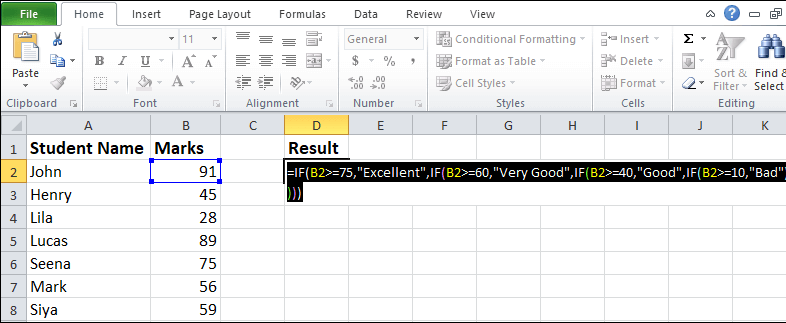 File Home Insert Page Layout Formulas Data Review View
11 General Conditional Formatting Insert
Paste B I U A A $ % , Format as Table Delete Sort & Find &
Cell Styles Format Filter Select
Clipboard Font Alignment Number Styles Cells Editing
A B C D E F G H I J K
1 Student Name Marks Result
2 John 91 =IF(B2>=75,"Excellent",IF(B2>=60,"Very Good",IF(B2>=40,"Good",IF(B2>=10,"Bad")
)))
3 Henry 45
4 Lila 28
5 Lucas 89
6 Seena 75
7 Mark 56
8 Siya 59